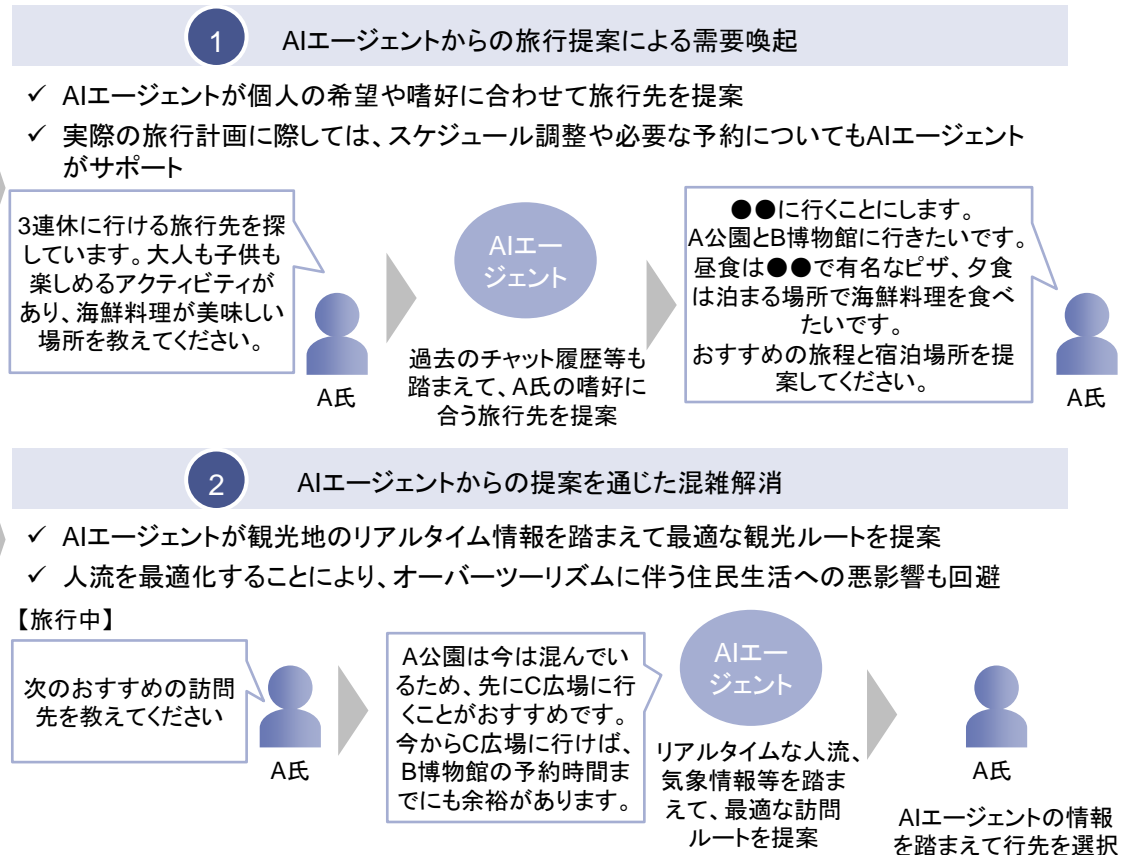 1
AIエージェントからの旅行提案による需要喚起
✓ AIエージェントが個人の希望や嗜好に合わせて旅行先を提案
✓ 実際の旅行計画に際しては、スケジュール調整や必要な予約についてもAIエージェント
がサポート
3連休に行ける旅行先を探
しています。大人も子供も
楽しめるアクティビティが
あり、海鮮料理が美味しい
場所を教えてください。
A氏
AIエー
ジェント
過去のチャット履歴等も
踏まえて、A氏の嗜好に
合う旅行先を提案
●●に行くことにします。
A公園とB博物館に行きたいです。
昼食は●●で有名なピザ、夕食
は泊まる場所で海鮮料理を食べ
たいです。
おすすめの旅程と宿泊場所を提
案してください。
A氏
2
AIエージェントからの提案を通じた混雑解消
✓ AIエージェントが観光地のリアルタイム情報を踏まえて最適な観光ルートを提案
✓ 人流を最適化することにより、オーバーツーリズムに伴う住民生活への悪影響も回避
【旅行中】
次のおすすめの訪問
先を教えてください
A氏
A公園は今は混んでい
るため、先にC広場に行
くことがおすすめです。
今からC広場に行けば、
B博物館の予約時間ま
でにも余裕があります。
AIエー
ジェント
リアルタイムな人流、
気象情報等を踏ま
えて、最適な訪問
ルートを提案
A氏
AIエージェントの情報
を踏まえて行先を選択